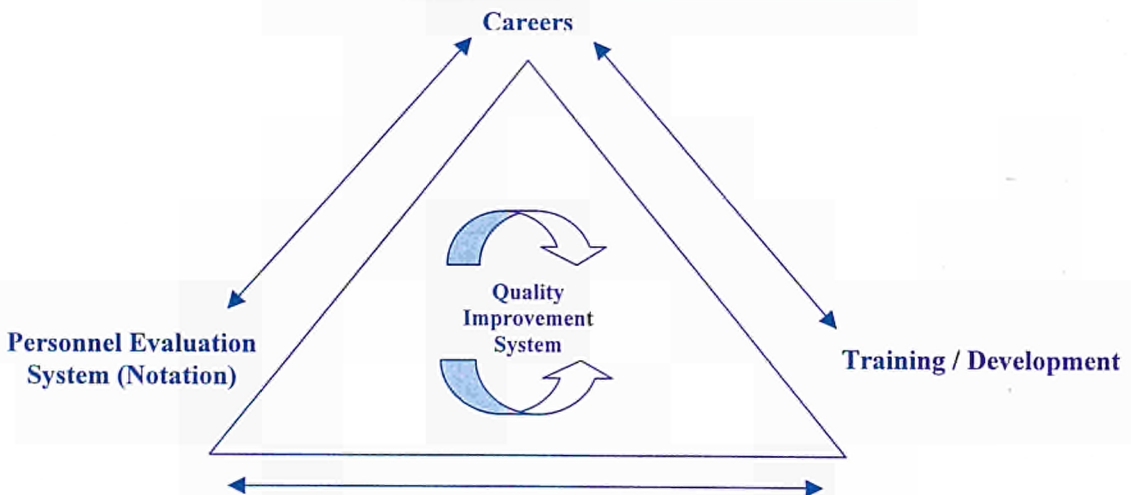 Careers
Quality
Improvement
System
Personnel Evaluation
System (Notation)
Training / Development